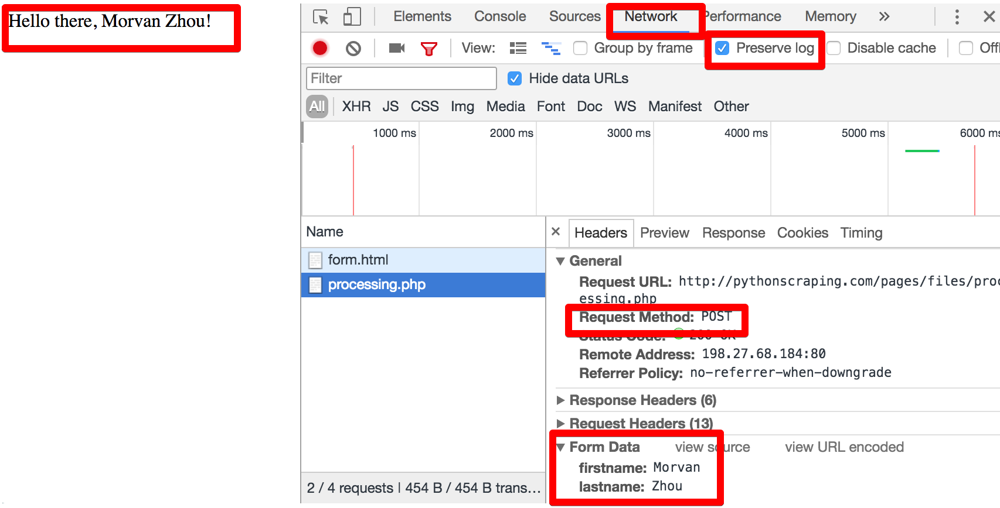 Hello there, Morvan Zhou!
Elements Console Sources Network Performance Memory »
View: Group by frame Preserve log Disable cache
Filter Hide data URLs
All XHR JS CSS Img Media Font Doc WS Manifest Other
1000 ms 2000 ms 3000 ms 4000 ms 5000 ms 6000 ms
Name
form.html
processing.php
2 / 4 requests | 454 B / 454 B trans…
Headers Preview Response Cookies Timing
General
Request URL: http://pythonscraping.com/pages/files/proc
essing.php
Request Method: POST
Status Code: 200 OK
Remote Address: 198.27.68.184:80
Referrer Policy: no-referrer-when-downgrade
Response Headers (6)
Request Headers (13)
Form Data view source view URL encoded
firstname: Morvan
lastname: Zhou